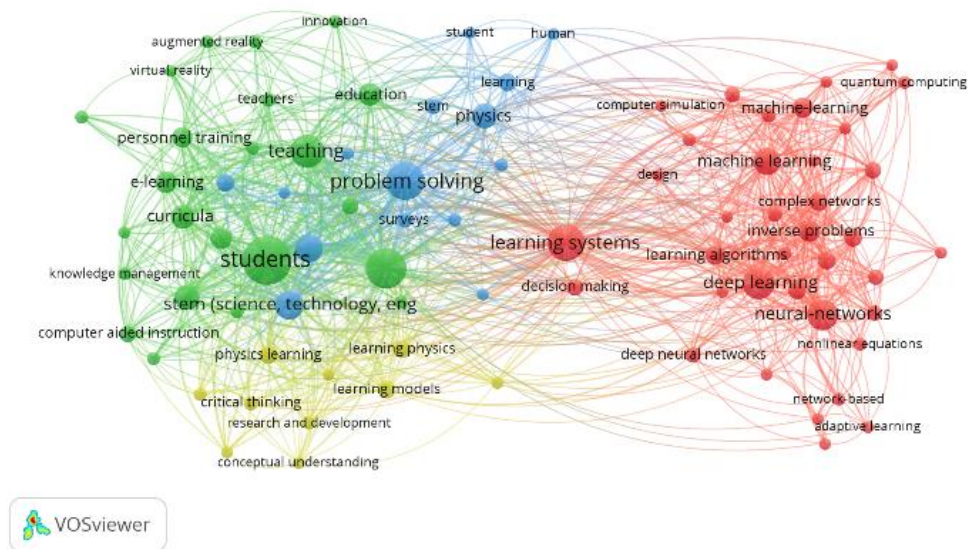 innovation
student
human
augmented reality
virtual reality
learning
quantum computing
teachers'
education
stem
computer simulation
machine-learning
physics
personnel training
teaching
machine learning
e-learning
problem solving
design
complex networks
curricula
surveys
inverse problems
learning systems
learning algorithms
students
knowledge management
decision making
deep learning
stem (science, technology, eng
neural-networks
computer aided instruction
nonlinear equations
physics learning
learning physics
deep neural networks
critical thinking
learning models
network-based
research and development
adaptive learning
conceptual understanding
VOSviewer